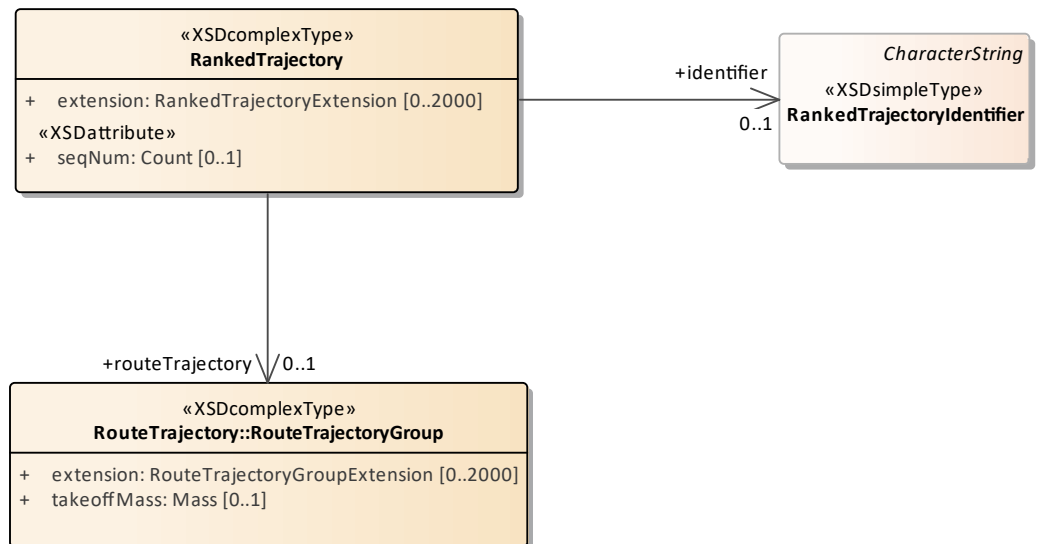 «XSDcomplexType»
RankedTrajectory
+ extension: RankedTrajectoryExtension [0..2000]
«XSDattribute»
+ seqNum: Count [0..1]
+identifier
0..1
CharacterString
«XSDsimpleType»
RankedTrajectoryIdentifier
+routeTrajectory 0..1
«XSDcomplexType»
RouteTrajectory::RouteTrajectoryGroup
+ extension: RouteTrajectoryGroupExtension [0..2000]
+ takeoffMass: Mass [0..1]